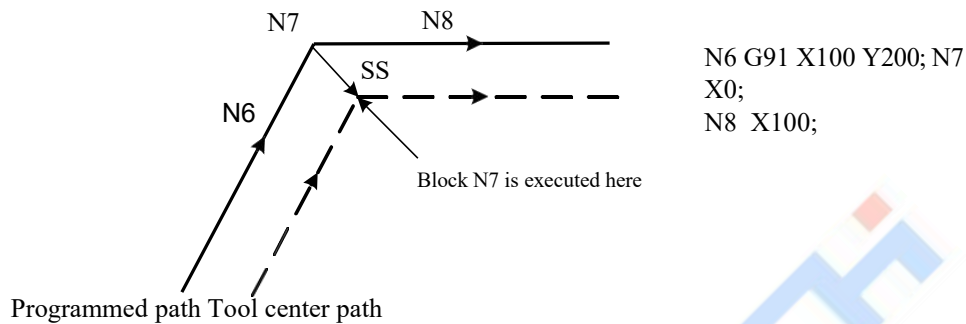 N7
N8
SS
N6
Block N7 is executed here
Programmed path Tool center path
N6 G91 X100 Y200; N7
X0;
N8 X100;